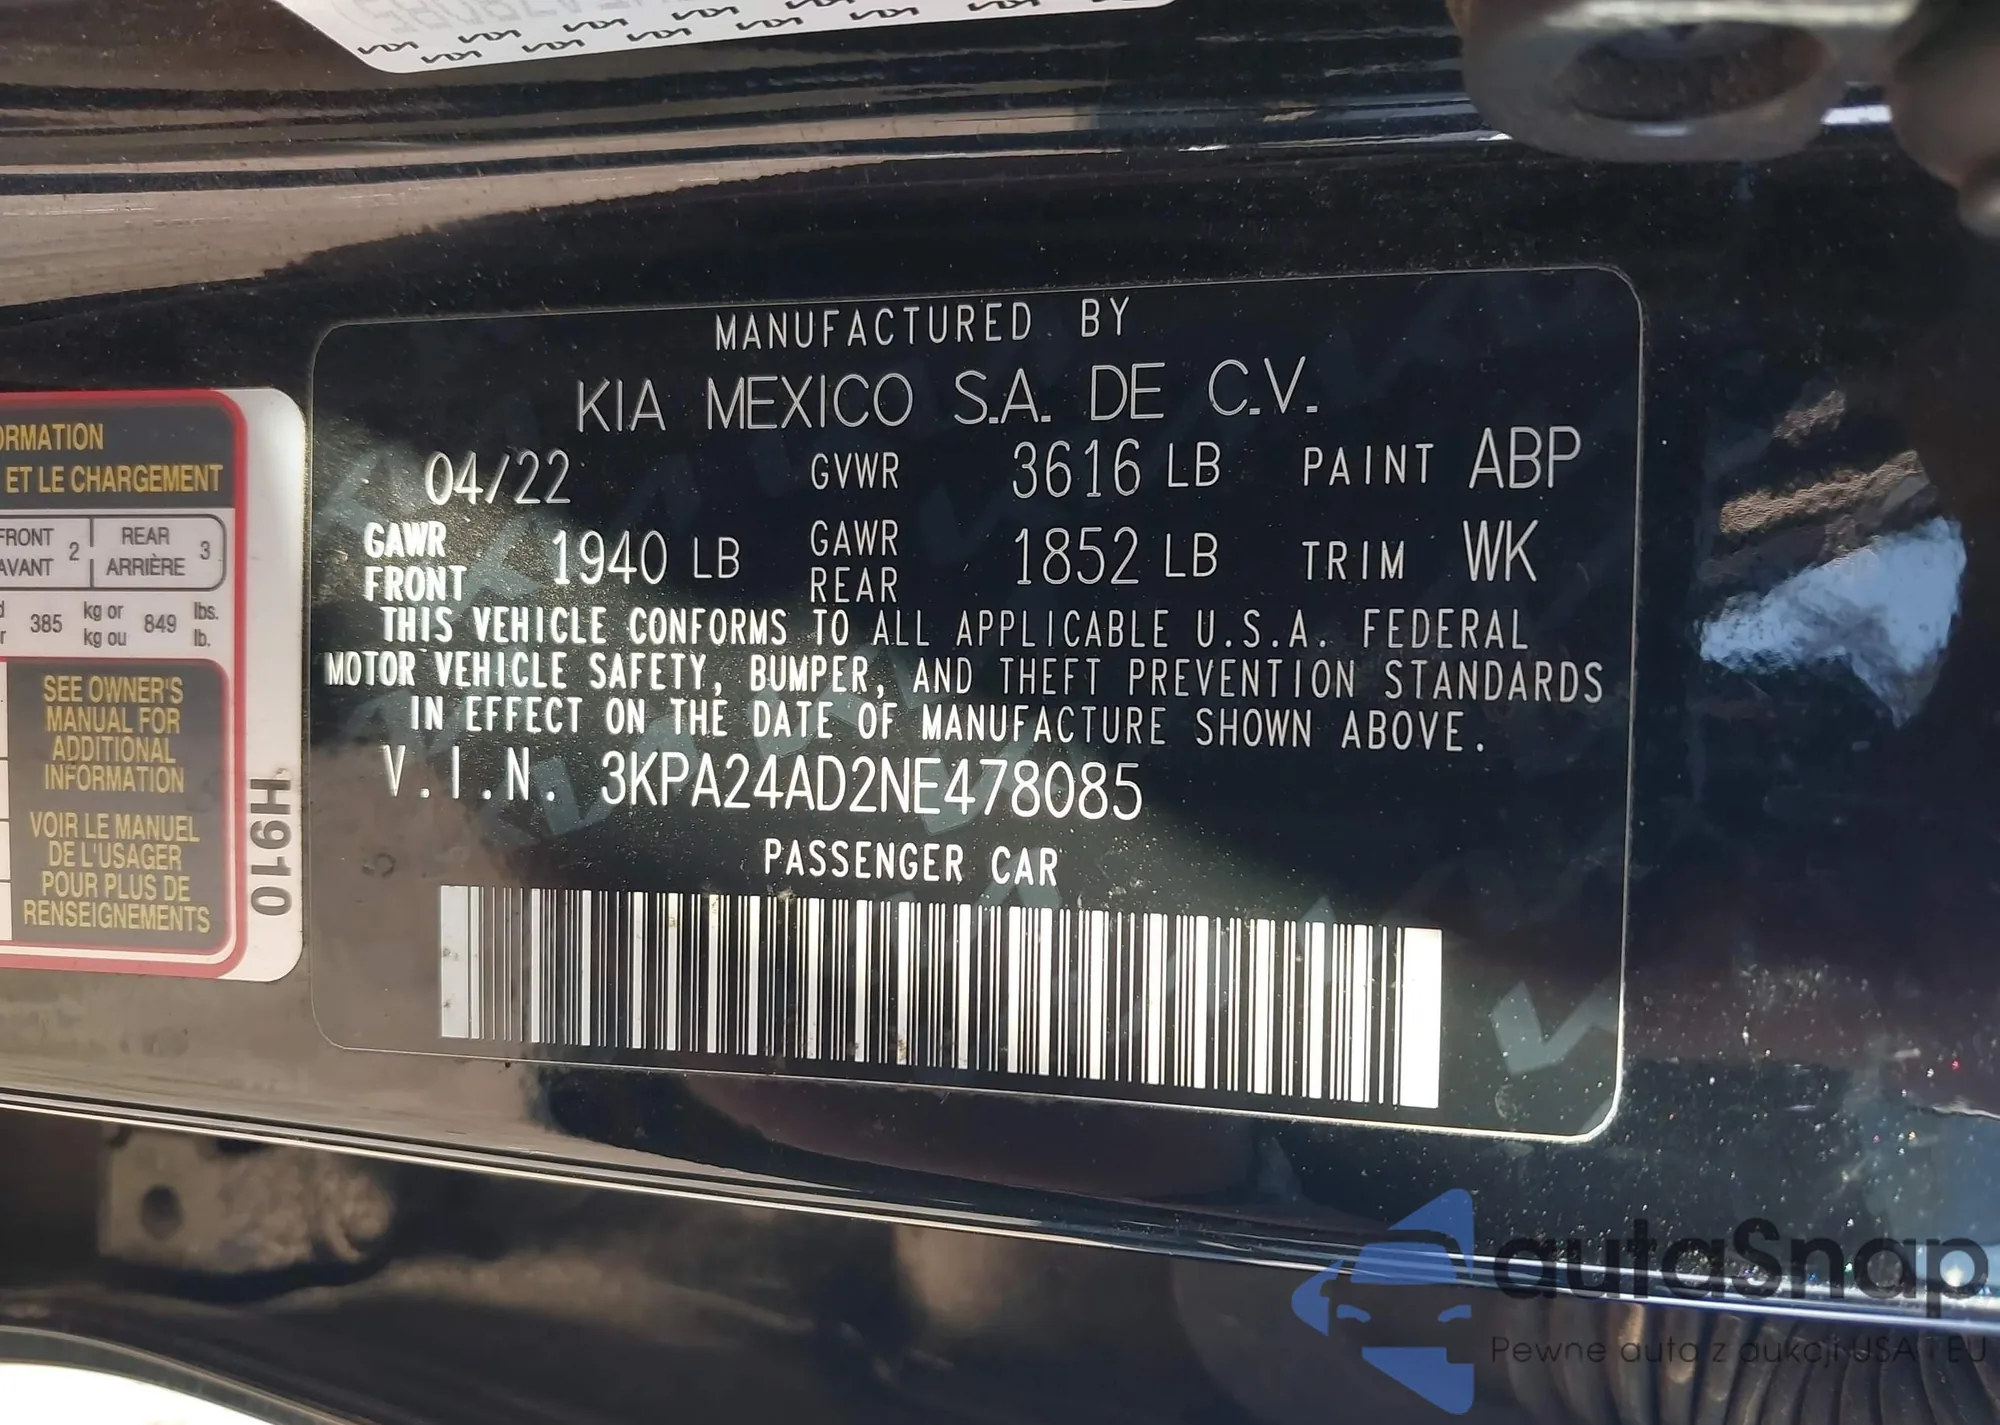 MANUFACTURED BY
KIA MEXICO S.A. DE C.V.
04/22 GVWR 3616 LB PAINT ABP
GAWR FRONT 1940 LB GAWR REAR 1852 LB TRIM WK
THIS VEHICLE CONFORMS TO ALL APPLICABLE U.S.A. FEDERAL
MOTOR VEHICLE SAFETY, BUMPER, AND THEFT PREVENTION STANDARDS
IN EFFECT ON THE DATE OF MANUFACTURE SHOWN ABOVE.
V.I.N. 3KPA24AD2NE478085
PASSENGER CAR
ET LE CHARGEMENT
FRONT 2 REAR 3
AVANT ARRIÈRE
385 kg or 849 lbs.
kg ou lb.
SEE OWNER'S
MANUAL FOR
ADDITIONAL
INFORMATION
VOIR LE MANUEL
DE L'USAGER
POUR PLUS DE
RENSEIGNEMENTS
H910
autaSnap
Pewne auta z aukcji USA i EU